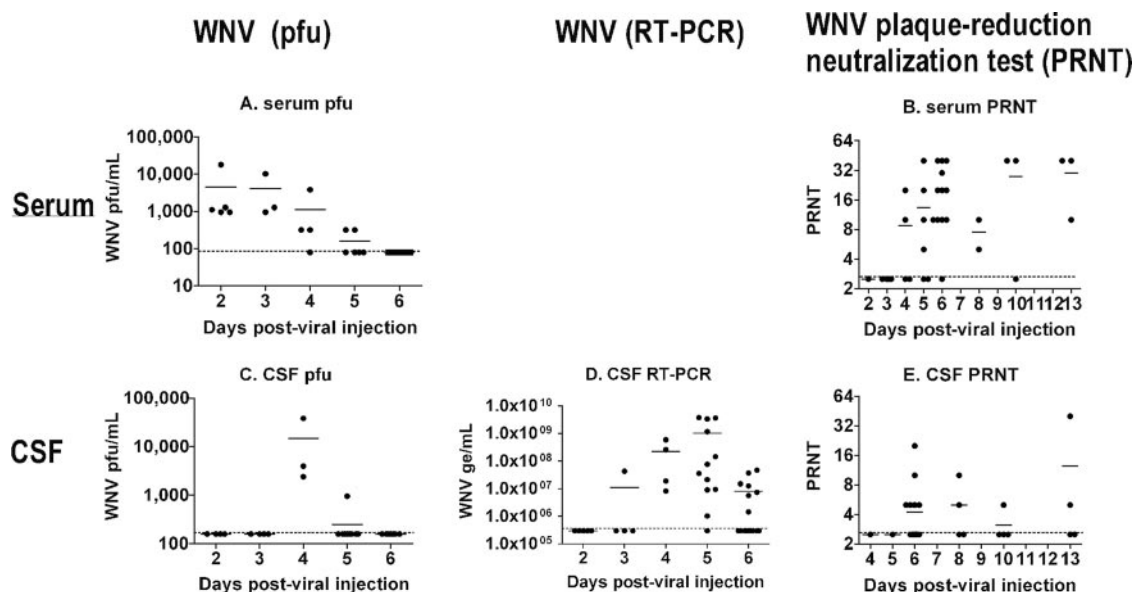 WNV (pfu)
WNV (RT-PCR)
WNV plaque-reduction
neutralization test (PRNT)
Serum
A. serum pfu
WNV pfu/mL
100,000
10,000
1,000
100
10
2 3 4 5 6
Days post-viral injection
B. serum PRNT
PRNT
64
32
16
8
4
2
2 3 4 5 6 7 8 9 10 11 12 13
Days post-viral injection
CSF
C. CSF pfu
WNV pfu/mL
100,000
10,000
1,000
100
2 3 4 5 6
Days post-viral injection
D. CSF RT-PCR
WNV ge/mL
1.0x10^10
1.0x10^09
1.0x10^08
1.0x10^07
1.0x10^06
1.0x10^05
2 3 4 5 6
Days post-viral injection
E. CSF PRNT
PRNT
64
32
16
8
4
2
4 5 6 7 8 9 10 11 12 13
Days post-viral injection